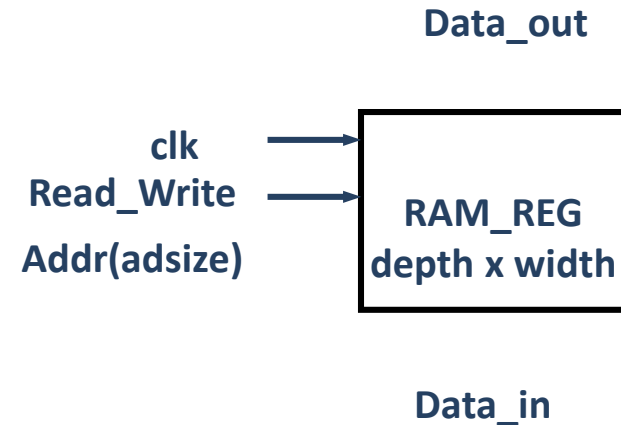 Data_out
clk
Read_Write
Addr(adsize)
RAM_REG
depth x width
Data_in